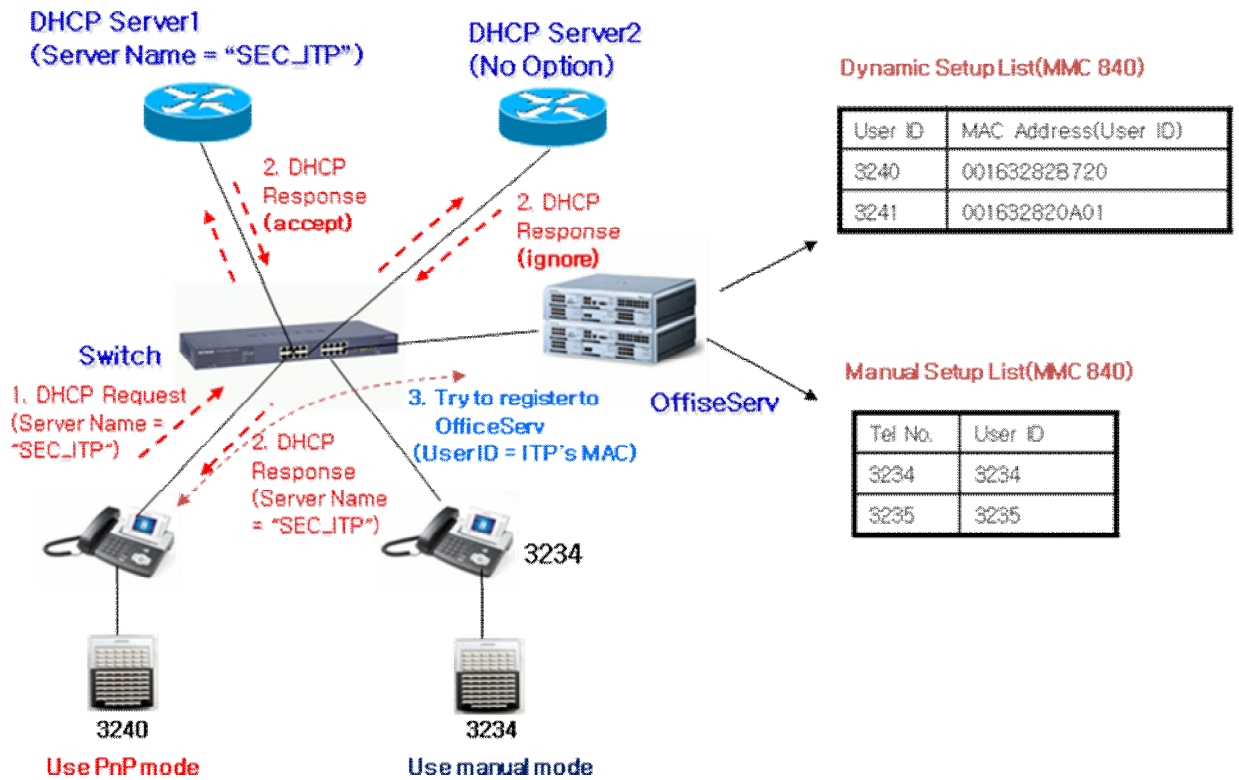 DHCP Server1
(Server Name = “SEC_ITP”)
DHCP Server2
(No Option)
2. DHCP
Response
(accept)
2. DHCP
Response
(ignore)
Dynamic Setup List(MMC 840)
User ID MAC Address(User ID)
3240 00163282B720
3241 001632820A01
Switch
OffiseServ
1. DHCP Request
(Server Name =
“SEC_ITP”)
2. DHCP
Response
(Server Name
= “SEC_ITP”)
3. Try to register to
OfficeServ
(UserID = ITP's MAC)
Manual Setup List(MMC 840)
Tel No. User ID
3234 3234
3235 3235
3234
3240
Use PnP mode
3234
Use manual mode